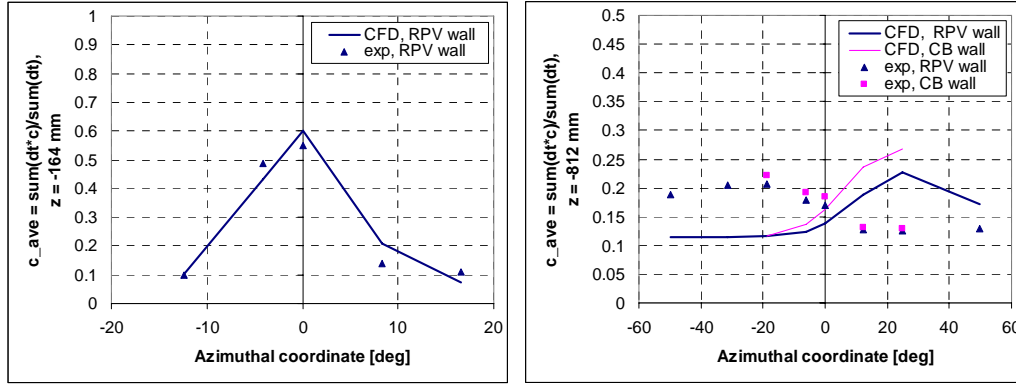 c_ave = sum(dt*c)/sum(dt),
z = -164 mm
1
0.9
0.8
0.7
0.6
0.5
0.4
0.3
0.2
0.1
0
-20
-10
0
10
20
Azimuthal coordinate [deg]
CFD, RPV wall
exp, RPV wall
c_ave = sum(dt*c)/sum(dt),
z = -812 mm
0.5
0.45
0.4
0.35
0.3
0.25
0.2
0.15
0.1
0.05
0
-60
-40
-20
0
20
40
60
Azimuthal coordinate [deg]
CFD, RPV wall
CFD, CB wall
exp, RPV wall
exp, CB wall